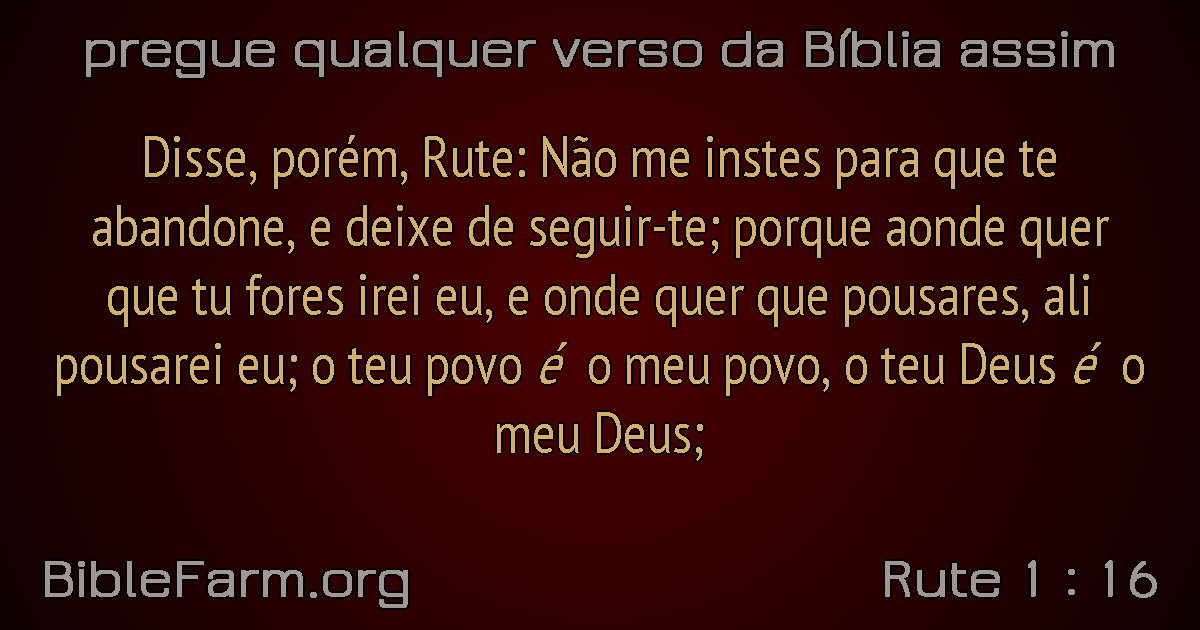 pregue qualquer verso da Bíblia assim
Disse, porém, Rute: Não me instes para que te
abandone, e deixe de seguir-te; porque aonde quer
que tu fores irei eu, e onde quer que pousares, ali
pousarei eu; o teu povo é o meu povo, o teu Deus é o
meu Deus;
BibleFarm.org
Rute 1 : 16